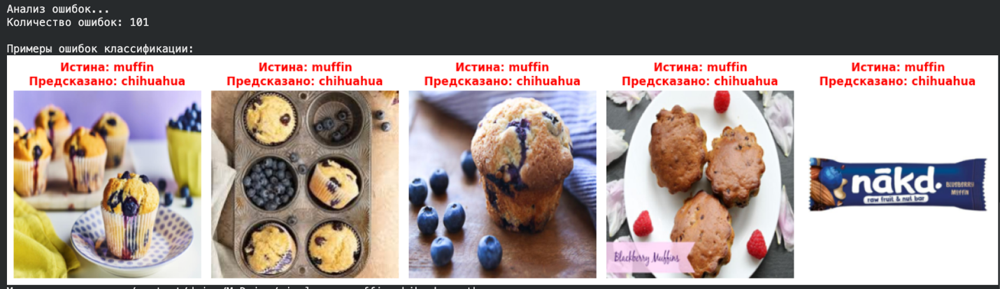 Анализ ошибок...
Количество ошибок: 101
Примеры ошибок классификации:
Истина: muffin
Предсказано: chihuahua
Истина: muffin
Предсказано: chihuahua
Истина: muffin
Предсказано: chihuahua
Истина: muffin
Предсказано: chihuahua
Истина: muffin
Предсказано: chihuahua
Blackberry Muffins
nākd.
raw fruit & nut bar
BLUEBERRY
MUFFIN